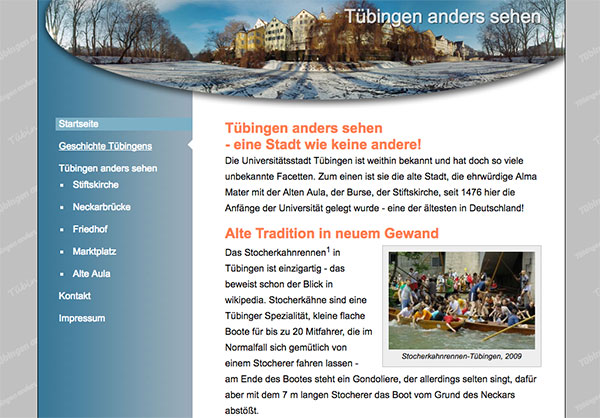 Tübingen anders sehen
Startseite
Geschichte Tübingens
Tübingen anders sehen
Stiftskirche
Neckarbrücke
Friedhof
Marktplatz
Alte Aula
Kontakt
Impressum
Tübingen anders sehen
- eine Stadt wie keine andere!
Die Universitätsstadt Tübingen ist weithin bekannt und hat doch so viele
unbekannte Facetten. Zum einen ist sie die alte Stadt, die ehrwürdige Alma
Mater mit der Alten Aula, der Burse, der Stiftskirche, seit 1476 hier die
Anfänge der Universität gelegt wurde - eine der ältesten in Deutschland!
Alte Tradition in neuem Gewand
Das Stocherkahnrennen¹ in
Tübingen ist einzigartig - das
beweist schon der Blick in
wikipedia. Stocherkähne sind eine
Tübinger Spezialität, kleine flache
Boote für bis zu 20 Mitfahrer, die im
Normalfall sich gemütlich von
einem Stocherer fahren lassen -
am Ende des Bootes steht ein Gondoliere, der allerdings selten singt, dafür
aber mit dem 7 m langen Stocherer das Boot vom Grund des Neckars
abstößt.
Stocherkahnrennen-Tübingen, 2009